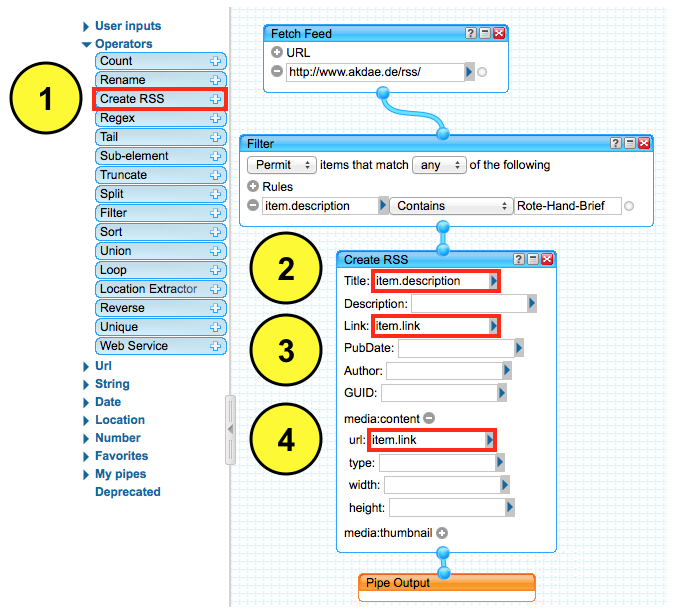 User inputs
Operators
Count
Rename
1
Create RSS
Regex
Tail
Sub-element
Truncate
Split
Filter
Sort
Union
Loop
Location Extractor
Reverse
Unique
Web Service
Url
String
Date
Location
Number
Favorites
My pipes
Deprecated
Fetch Feed
URL
http://www.akdae.de/rss/
Filter
Permit items that match any of the following
Rules
item.description Contains Rote-Hand-Brief
2
Create RSS
Title: item.description
Description:
Link: item.link
3
PubDate:
Author:
GUID:
media:content
4
url: item.link
type:
width:
height:
media:thumbnail
Pipe Output